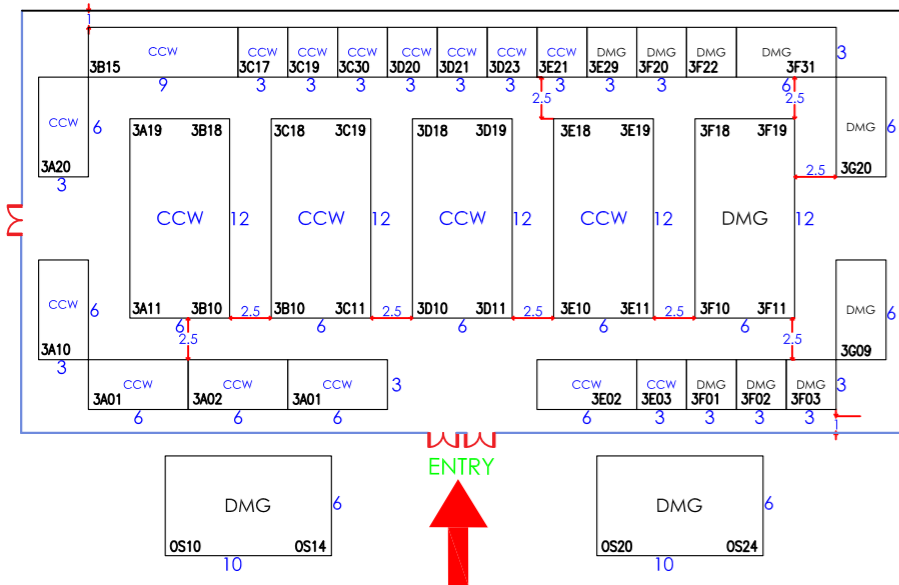 1
CCW CCW CCW CCW CCW CCW CCW CCW DMG DMG DMG DMG 3
3B15 3C17 3C19 3C30 3D20 3D21 3D23 3E21 3E29 3F20 3F22 3F31
9 3 3 3 3 3 3 3 3 3 3 6
2.5 2.5
CCW 6 DMG 6
3A19 3B18 3C18 3C19 3D18 3D19 3E18 3E19 3F18 3F19
3A20 2.5 3G20
3
CCW 12 CCW 12 CCW 12 CCW 12 DMG 12
CCW 6 DMG 6
3A11 3B10 2.5 3B10 3C11 2.5 3D10 3D11 2.5 3E10 3E11 2.5 3F10 3F11
6 6 6 6 6
2.5 2.5
3A10 3G09
3
CCW CCW CCW 3 CCW CCW DMG DMG DMG 3
3A01 3A02 3A01 3E02 3E03 3F01 3F02 3F03
6 6 6 6 3 3 3 3
1
ENTRY
DMG 6 DMG 6
OS10 OS14 OS20 OS24
10 10